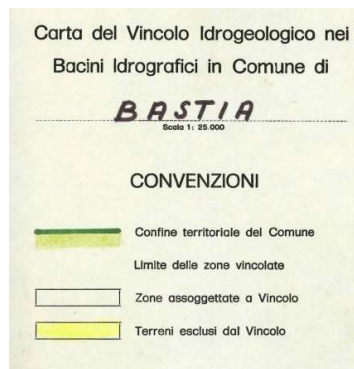 Carta del Vincolo Idrogeologico nei
Bacini Idrografici in Comune di
BASTIA
Scala 1: 25.000
CONVENZIONI
Confine territoriale del Comune
Limite delle zone vincolate
Zone assoggettate a Vincolo
Terreni esclusi dal Vincolo